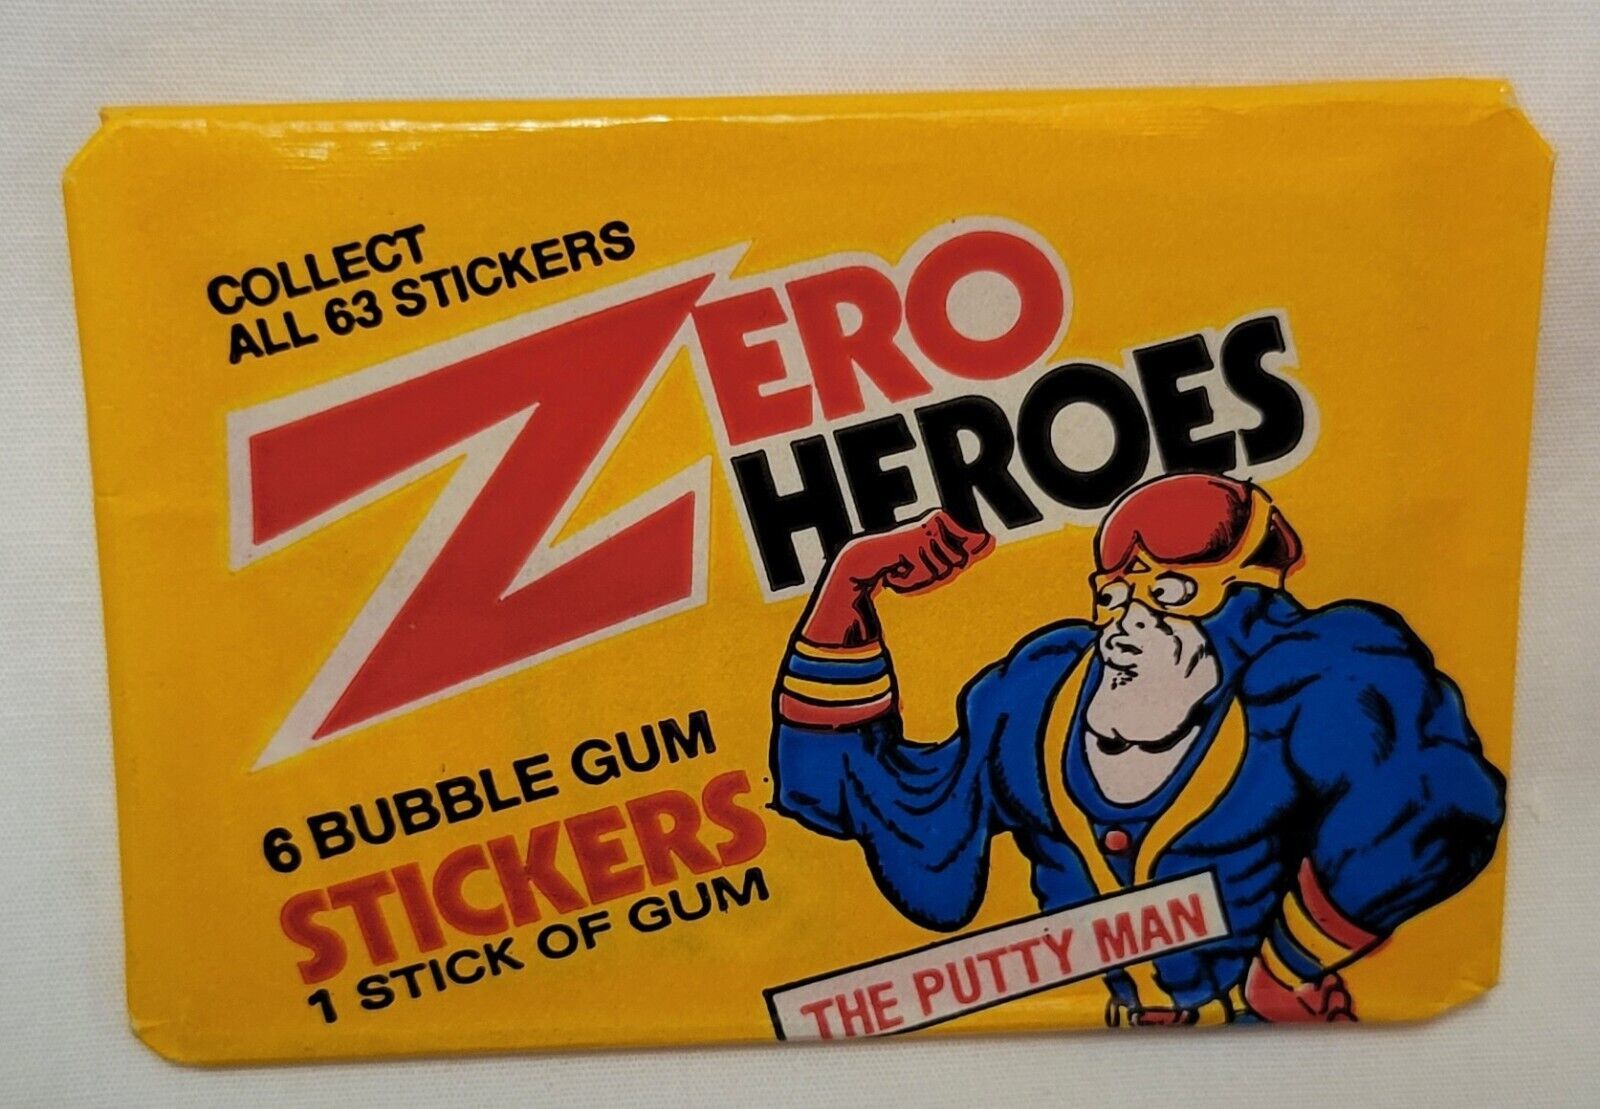 COLLECT
ALL 63 STICKERS
ZERO
HEROES
6 BUBBLE GUM
STICKERS
1 STICK OF GUM
THE PUTTY MAN